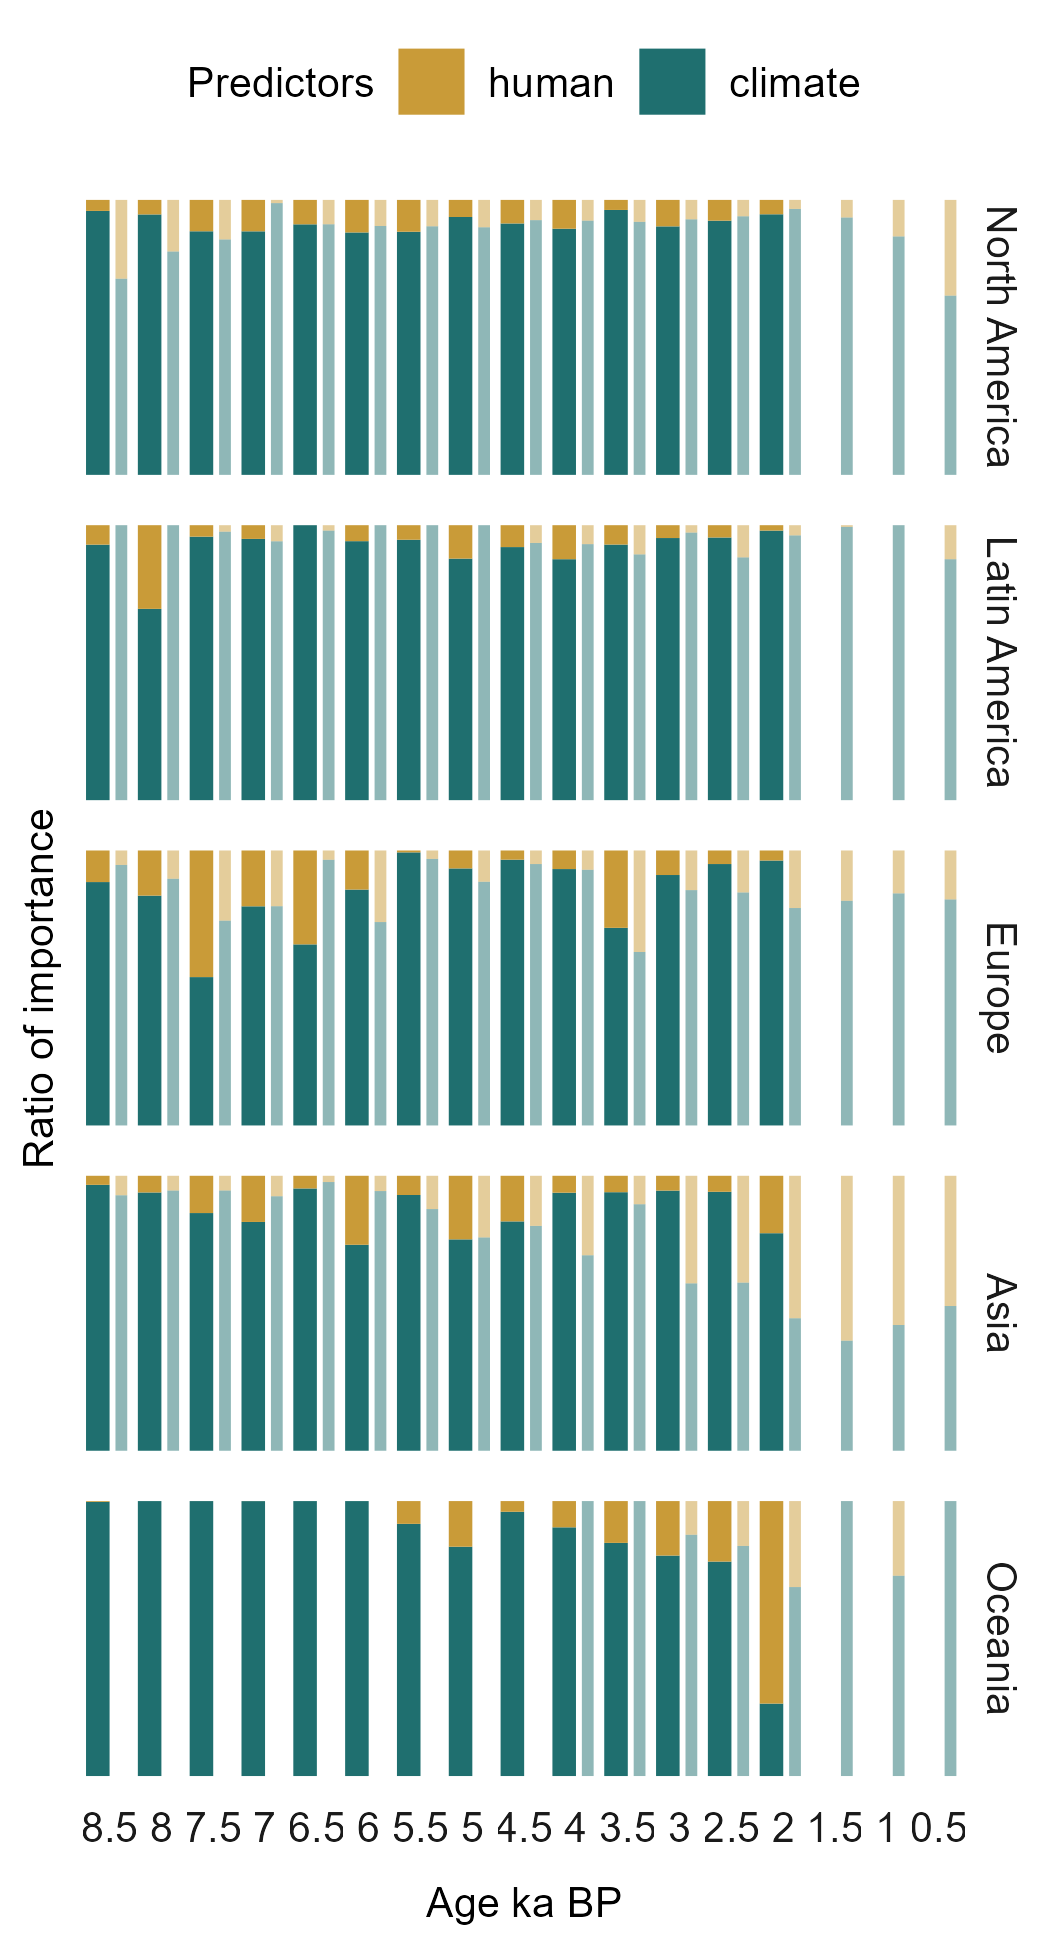 Predictors human climate
North America
Latin America
Europe
Asia
Oceania
Ratio of importance
8.5 8 7.5 7 6.5 6 5.5 5 4.5 4 3.5 3 2.5 2 1.5 1 0.5
Age ka BP